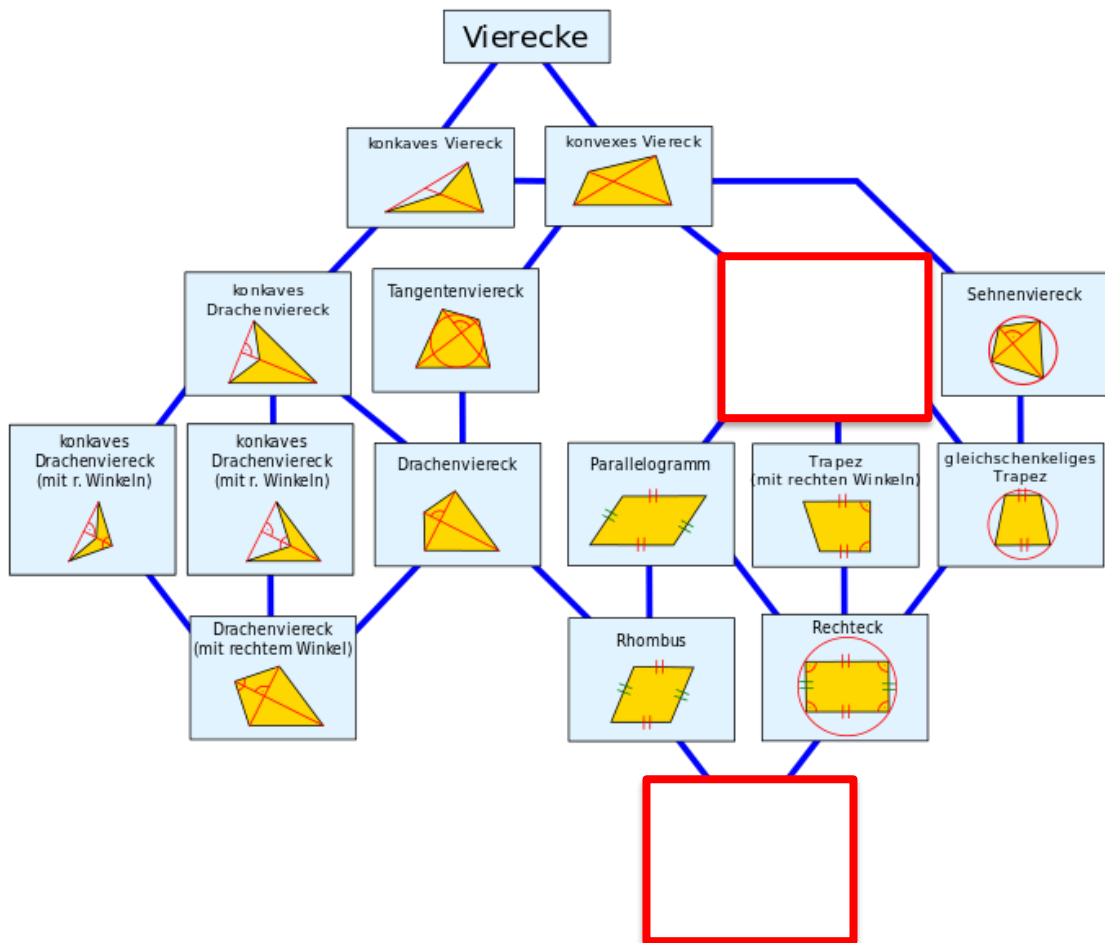 Vierecke
konkaves Viereck
konvexes Viereck
konkaves
Drachenviereck
Tangentenviereck
Sehnenviereck
konkaves
Drachenviereck
(mit r. Winkeln)
konkaves
Drachenviereck
(mit r. Winkeln)
Drachenviereck
Parallelogramm
Trapez
(mit rechten Winkeln)
gleichschenkeliges
Trapez
Drachenviereck
(mit rechtem Winkel)
Rhombus
Rechteck